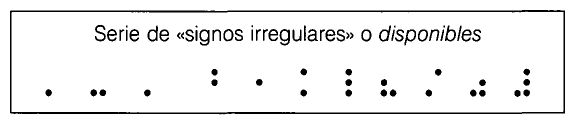 Serie de «signos irregulares» o disponibles